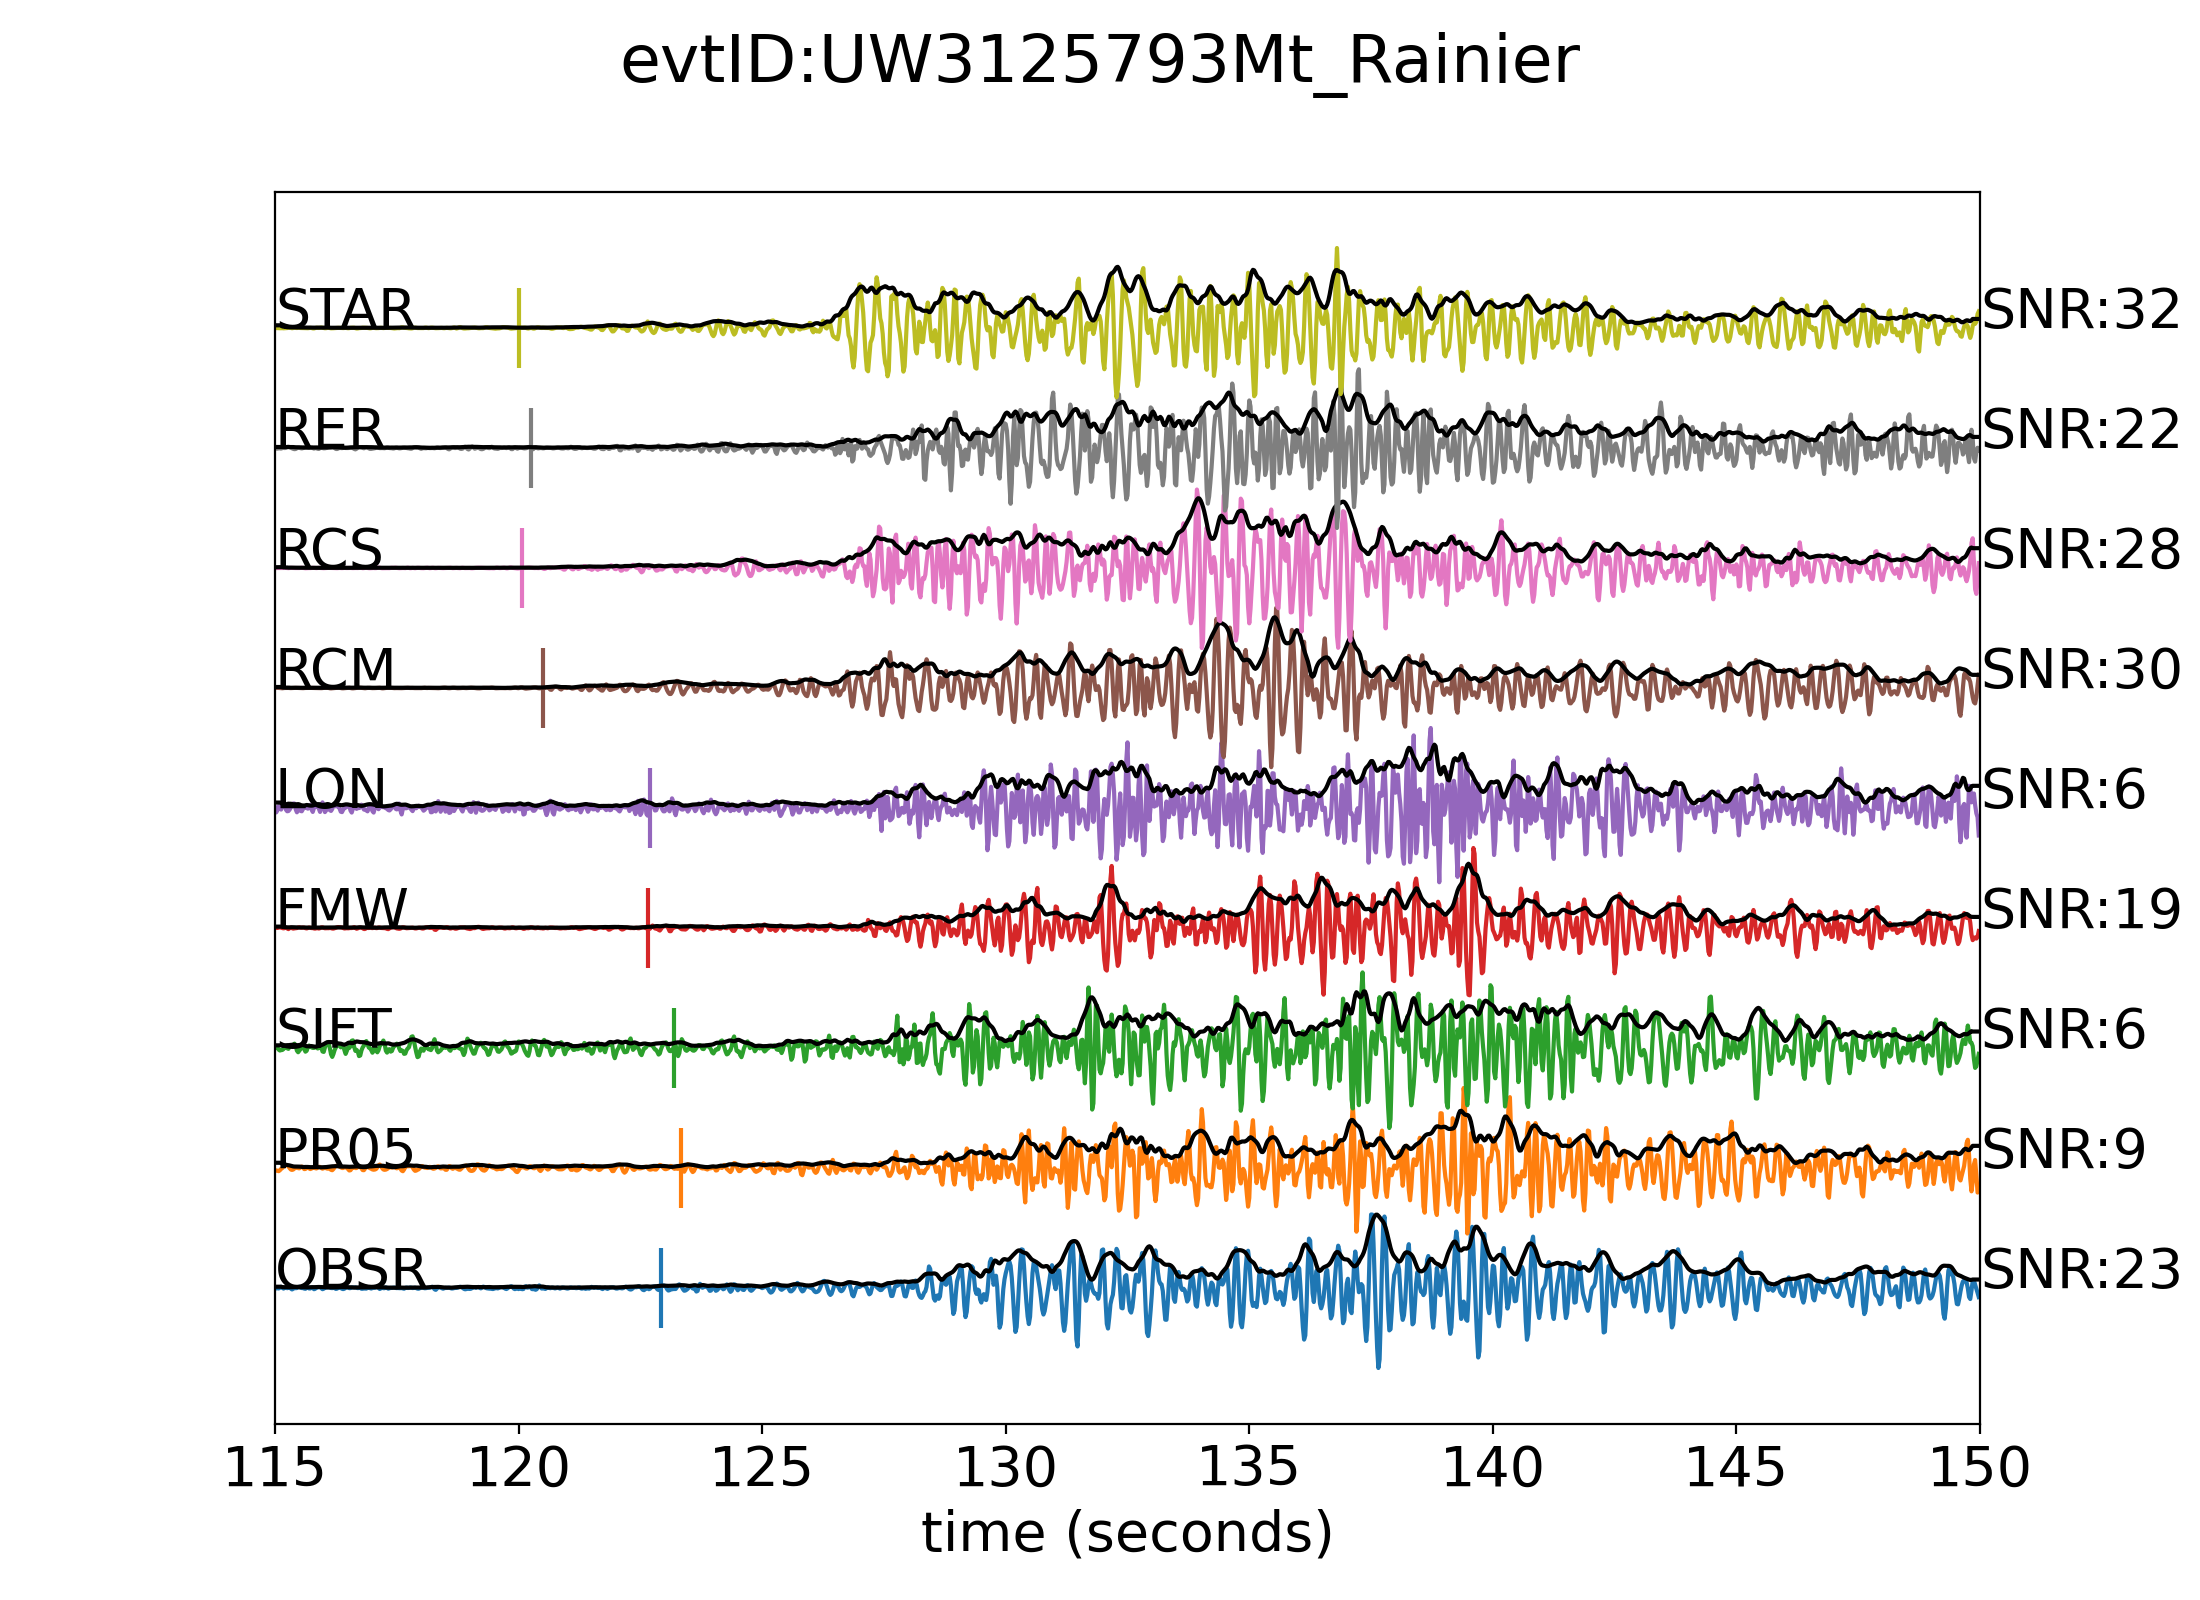 evtID:UW3125793Mt_Rainier
STAR SNR:32
RER SNR:22
RCS SNR:28
RCM SNR:30
LON SNR:6
FMW SNR:19
SIFT SNR:6
PR05 SNR:9
OBSR SNR:23
115 120 125 130 135 140 145 150
time (seconds)